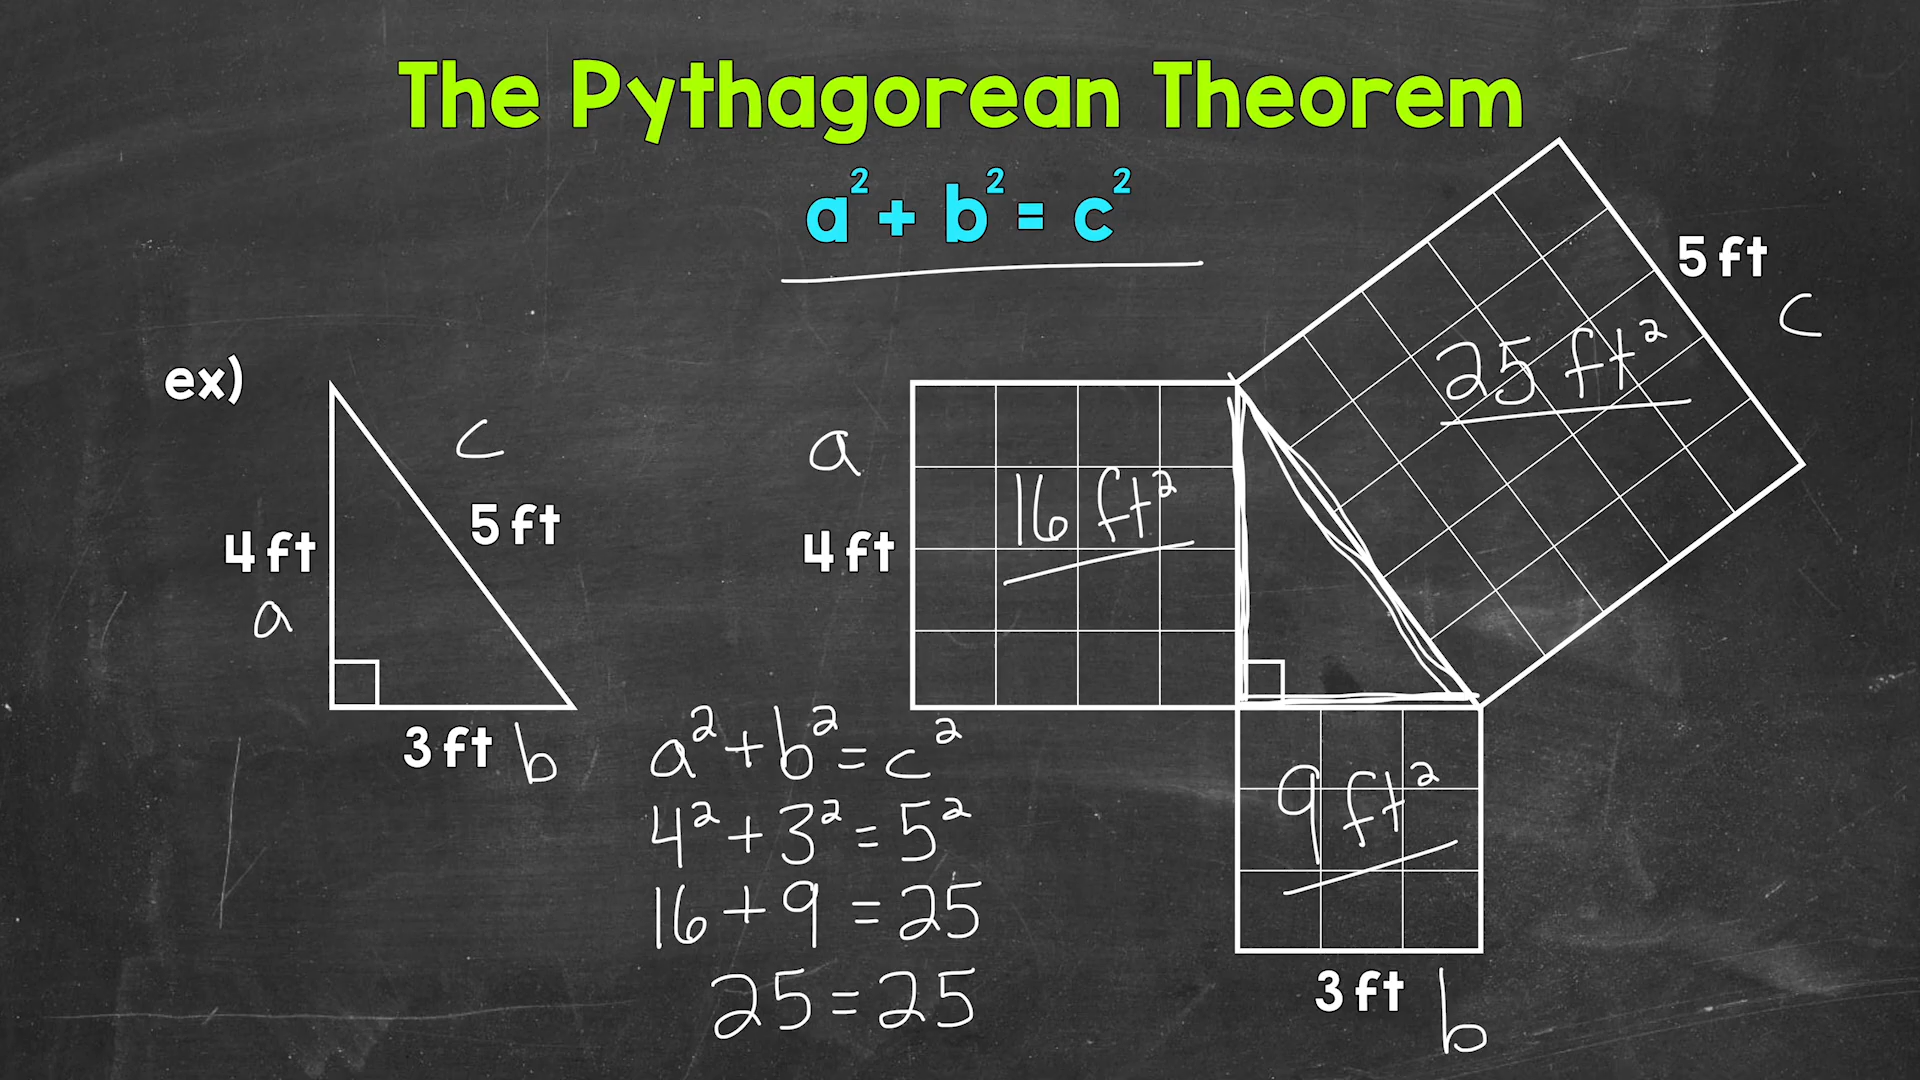 The Pythagorean Theorem
a² + b² = c²
ex)
c
5 ft
4 ft
a
3 ft b
a
4 ft
16 ft²
25 ft²
5 ft
c
9 ft²
3 ft b
a² + b² = c²
4² + 3² = 5²
16 + 9 = 25
25 = 25